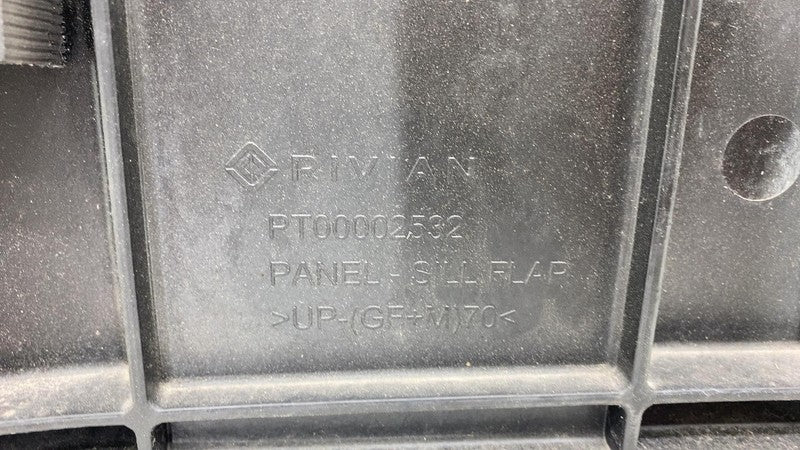 RIVIAN
PT00002532
PANEL - SILL FLAP
>UP-(GF+M)70<